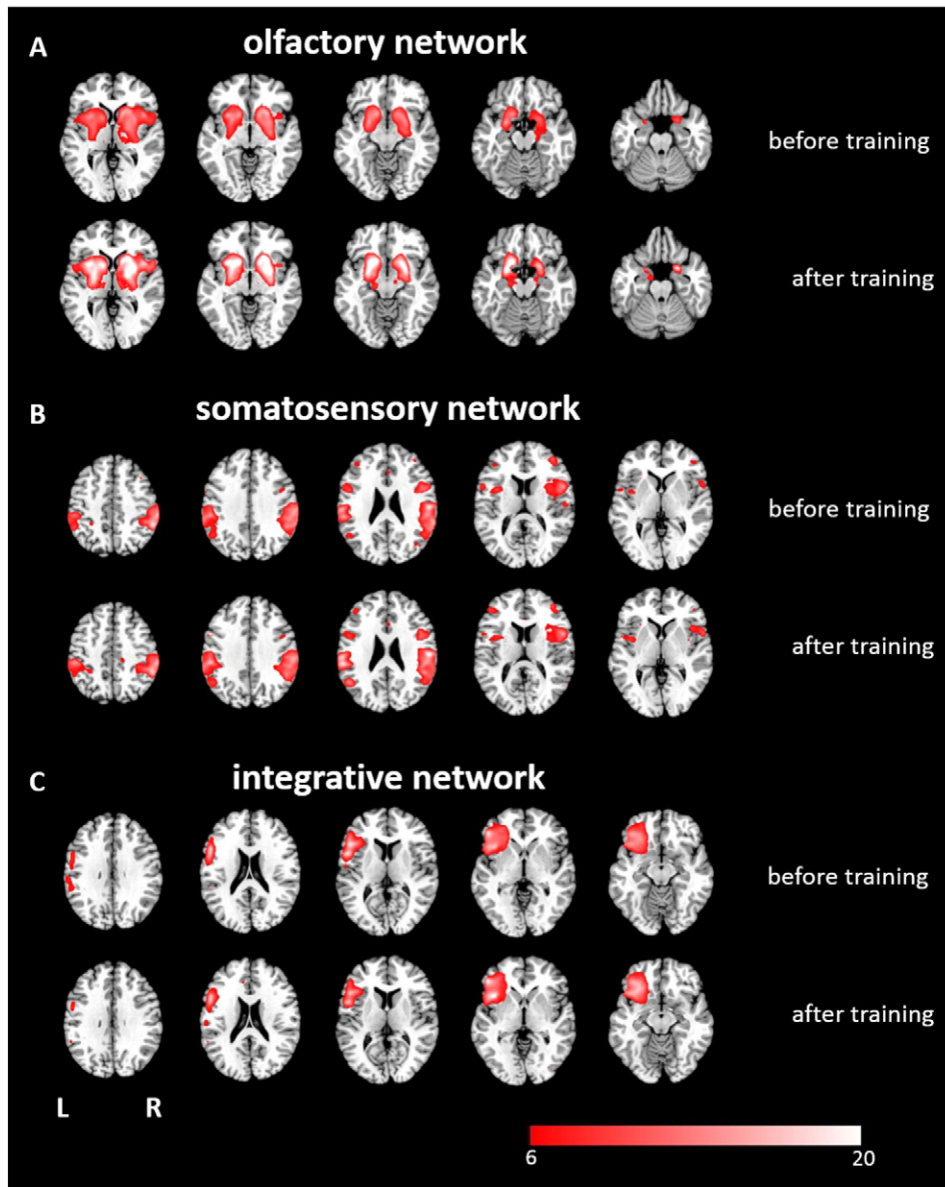 A
olfactory network
before training
after training
B
somatosensory network
before training
after training
C
integrative network
before training
after training
L R
6 20